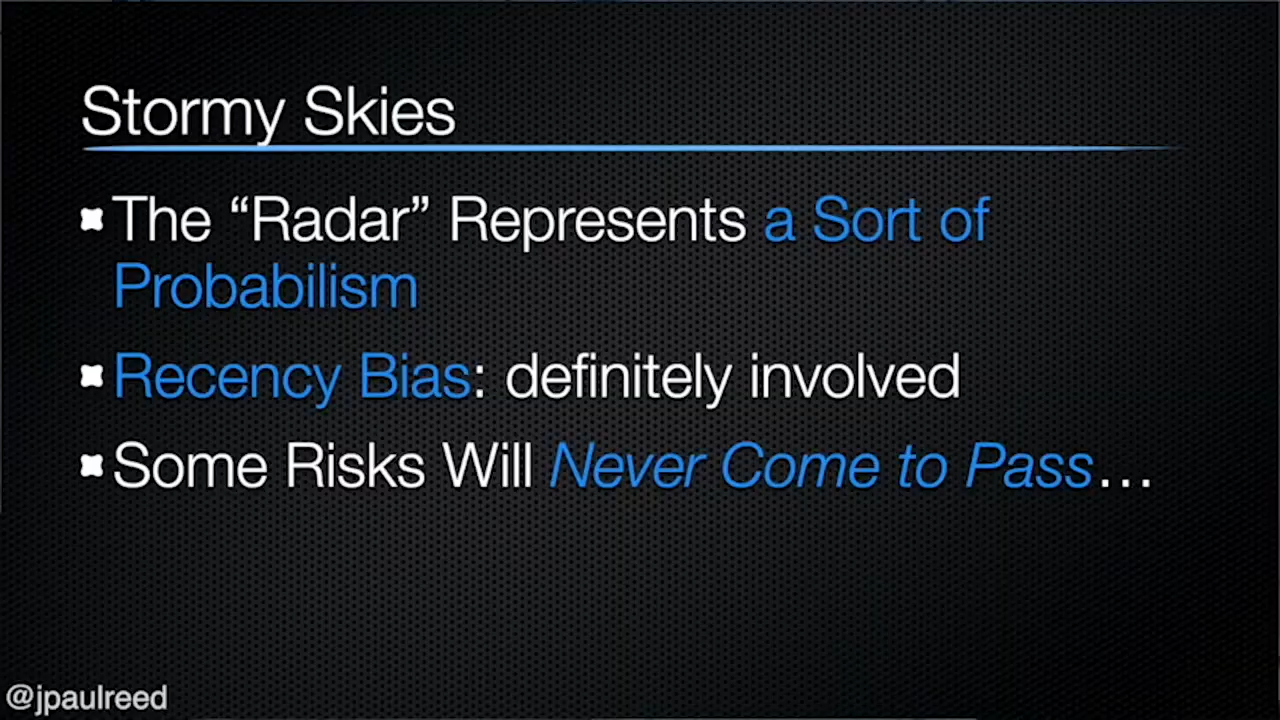 Stormy Skies
The “Radar” Represents a Sort of
Probabilism
Recency Bias: definitely involved
Some Risks Will Never Come to Pass…
@jpaulreed